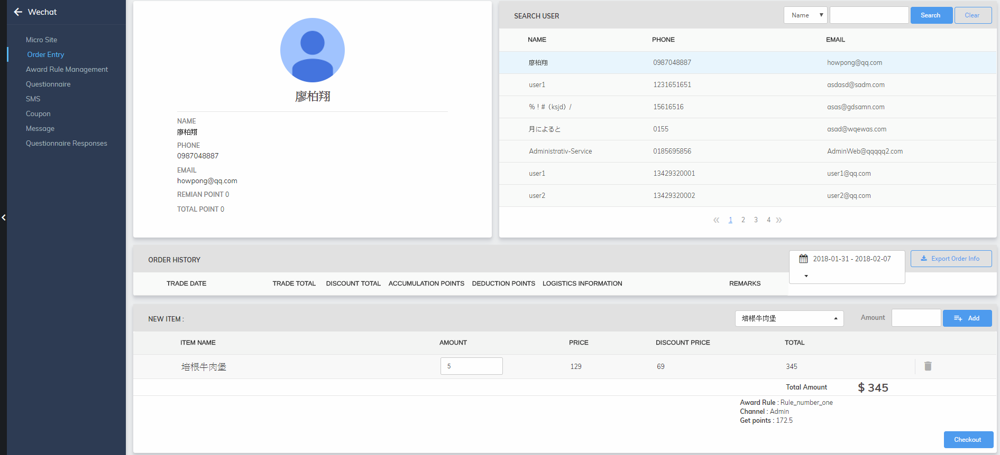 Wechat
Micro Site
Order Entry
Award Rule Management
Questionnaire
SMS
Coupon
Message
Questionnaire Responses
廖柏翔
NAME
廖柏翔
PHONE
0987048887
EMAIL
howpong@qq.com
REMIAN POINT 0
TOTAL POINT 0
SEARCH USER Name Search Clear
NAME PHONE EMAIL
廖柏翔 0987048887 howpong@qq.com
user1 1231651651 asdasd@sadm.com
%！#（ksjd）/ 15616516 asas@gdsamn.com
月によると 0155 asad@wqewas.com
Administrativ-Service 0185695856 AdminWeb@qqqqq2.com
user1 13429320001 user1@qq.com
user2 13429320002 user2@qq.com
« 1 2 3 4 »
ORDER HISTORY 2018-01-31 - 2018-02-07 Export Order Info
TRADE DATE TRADE TOTAL DISCOUNT TOTAL ACCUMULATION POINTS DEDUCTION POINTS LOGISTICS INFORMATION REMARKS
NEW ITEM : 培根牛肉堡 Amount Add
ITEM NAME AMOUNT PRICE DISCOUNT PRICE TOTAL
培根牛肉堡 5 129 69 345
Total Amount $ 345
Award Rule : Rule_number_one
Channel : Admin
Get points : 172.5
Checkout